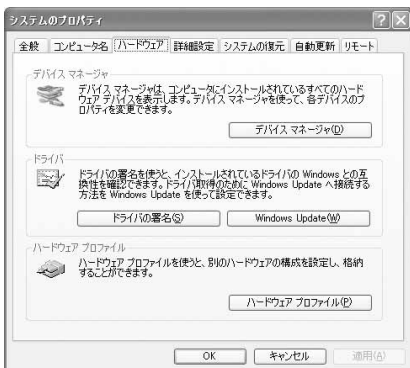 システムのプロパティ
全般 コンピュータ名 ハードウェア 詳細設定 システムの復元 自動更新 リモート
デバイス マネージャ
デバイス マネージャは、コンピュータにインストールされているすべてのハード
ウェア デバイスを表示します。デバイス マネージャを使って、各デバイスのプ
ロパティを変更できます。
デバイス マネージャ(D)
ドライバ
ドライバの署名を使うと、インストールされているドライバの Windows との互
換性を確認できます。ドライバ取得のために Windows Update へ接続する
方法を Windows Update を使って設定できます。
ドライバの署名(S) Windows Update(W)
ハードウェア プロファイル
ハードウェア プロファイルを使うと、別のハードウェアの構成を設定し、格納
することができます。
ハードウェア プロファイル(P)
OK キャンセル 適用(A)